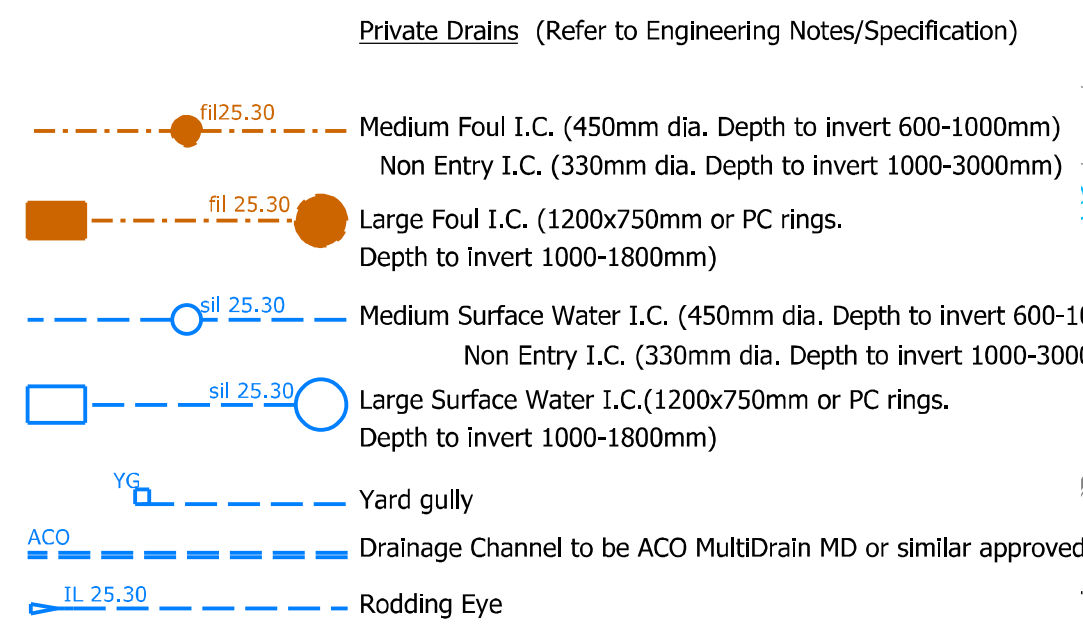 Private Drains (Refer to Engineering Notes/Specification)
fil25.30
Medium Foul I.C. (450mm dia. Depth to invert 600-1000mm)
Non Entry I.C. (330mm dia. Depth to invert 1000-3000mm)
fil 25.30
Large Foul I.C. (1200x750mm or PC rings.
Depth to invert 1000-1800mm)
sil 25.30
Medium Surface Water I.C. (450mm dia. Depth to invert
Non Entry I.C. (330mm dia. Depth to invert
sil 25.30
Large Surface Water I.C.(1200x750mm or PC rings.
Depth to invert 1000-1800mm)
YG
Yard gully
ACO
Drainage Channel to be ACO MultiDrain MD or similar approved
IL 25.30
Rodding Eye